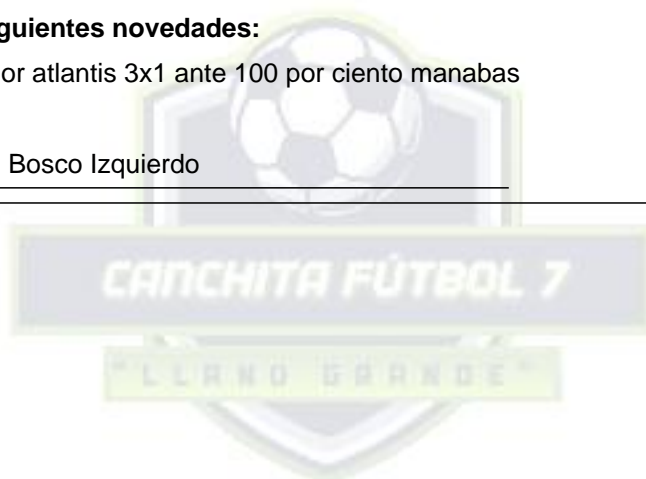 guientes novedades:
or atlantis 3x1 ante 100 por ciento manabas
Bosco Izquierdo
CANCHITA FÚTBOL 7
"LLANO GRANDE"